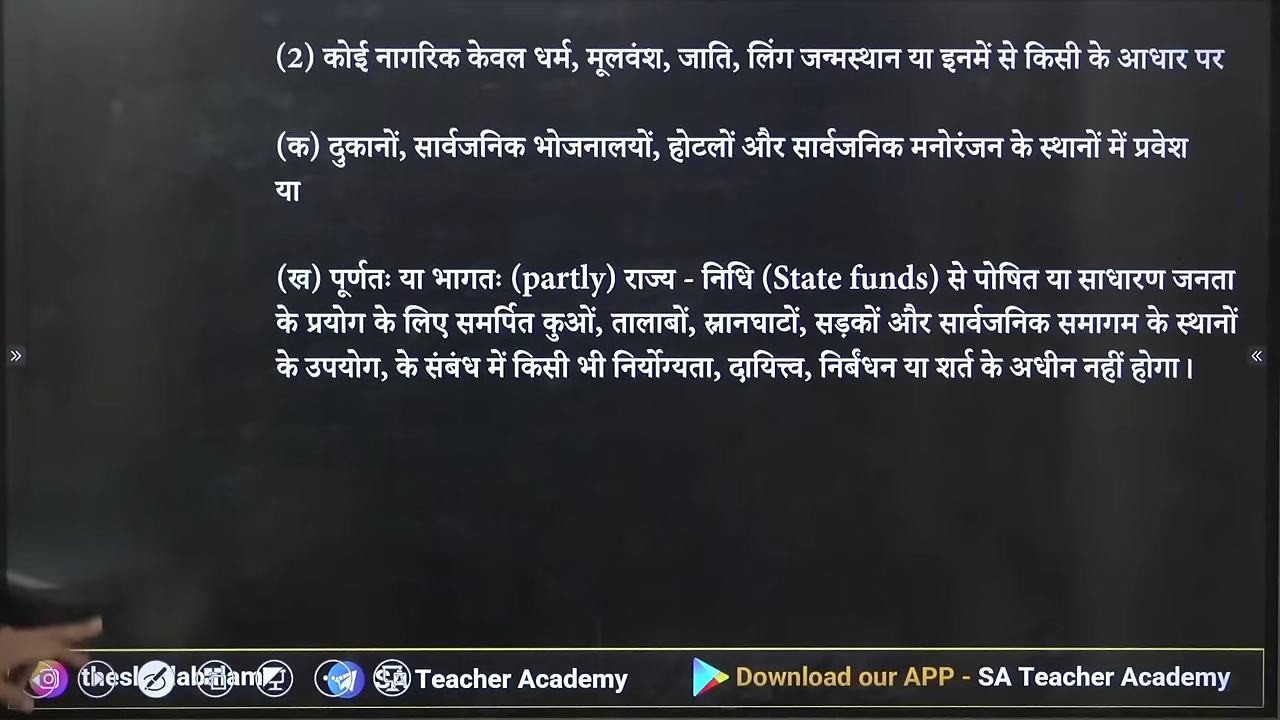 (2) कोई नागरिक केवल धर्म, मूलवंश, जाति, लिंग जन्मस्थान या इनमें से किसी के आधार पर
(क) दुकानों, सार्वजनिक भोजनालयों, होटलों और सार्वजनिक मनोरंजन के स्थानों में प्रवेश
या
(ख) पूर्णतः या भागतः (partly) राज्य - निधि (State funds) से पोषित या साधारण जनता
के प्रयोग के लिए समर्पित कुओं, तालाबों, स्नानघाटों, सड़कों और सार्वजनिक समागम के स्थानों
के उपयोग, के संबंध में किसी भी निर्योग्यता, दायित्त्व, निर्बंधन या शर्त के अधीन नहीं होगा।
Teacher Academy
Download our APP - SA Teacher Academy